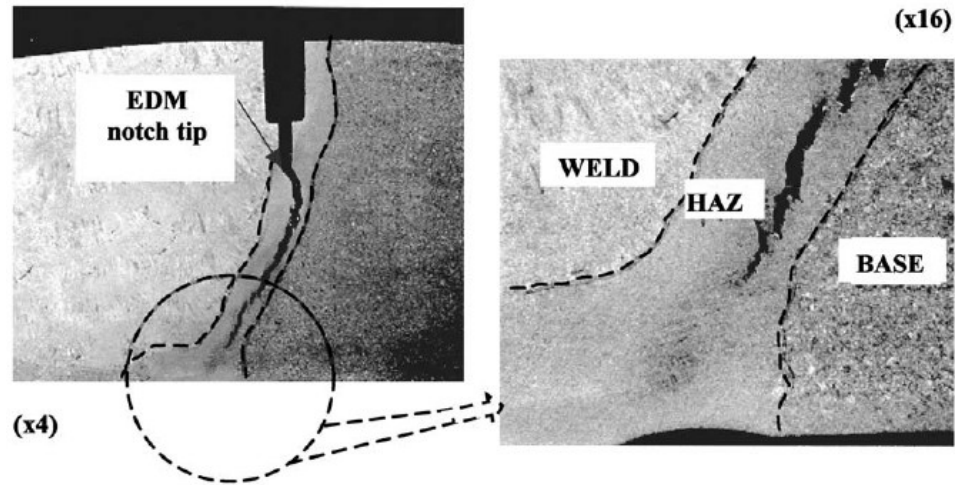 (x16)
EDM
notch tip
WELD
HAZ
BASE
(x4)